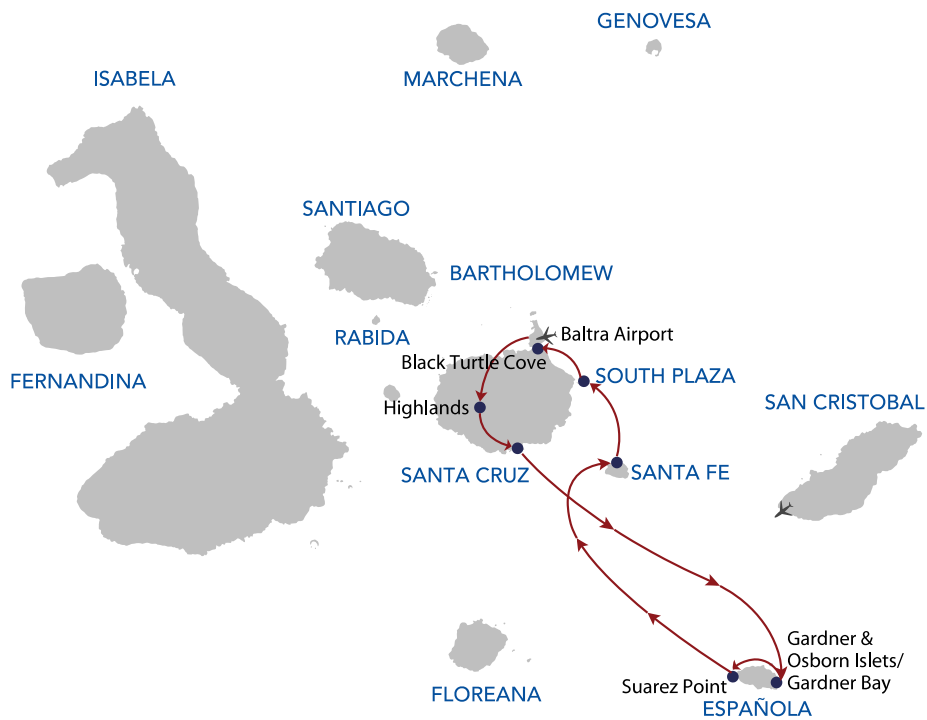 GENOVESA
ISABELA
MARCHENA
SANTIAGO
BARTHOLOMEW
RABIDA
Baltra Airport
Black Turtle Cove
FERNANDINA
SOUTH PLAZA
Highlands
SAN CRISTOBAL
SANTA CRUZ
SANTA FE
Gardner &
Osborn Islets/
Gardner Bay
Suarez Point
FLOREANA
ESPAÑOLA